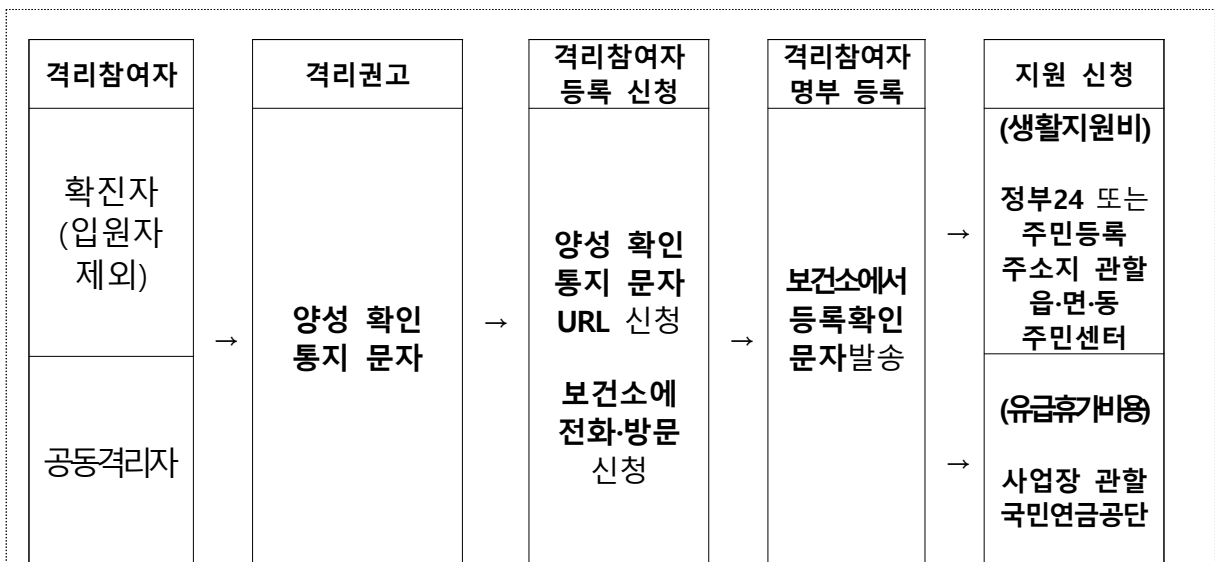 격리참여자
확진자
(입원자
제외)
공동격리자
→
격리권고
양성 확인
통지 문자
→
격리참여자
등록 신청
양성 확인
통지 문자
URL 신청
보건소에
전화·방문
신청
→
격리참여자
명부 등록
보건소에서
등록확인
문자발송
→
→
지원 신청
(생활지원비)
정부24 또는
주민등록
주소지 관할
읍·면·동
주민센터
(유급휴가비용)
사업장 관할
국민연금공단